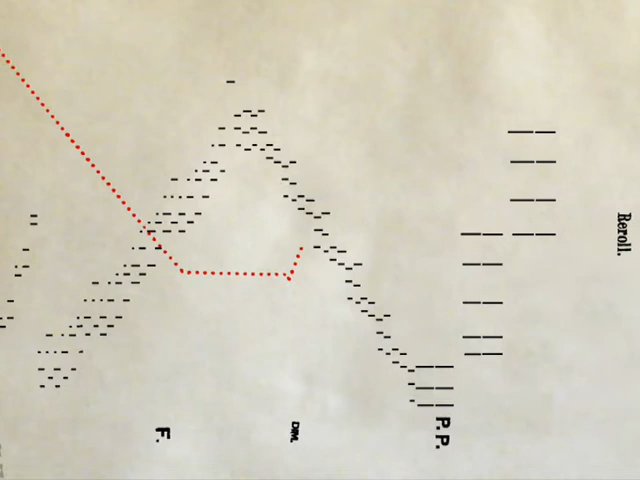 F.
DIM.
P. P.
Reroll.